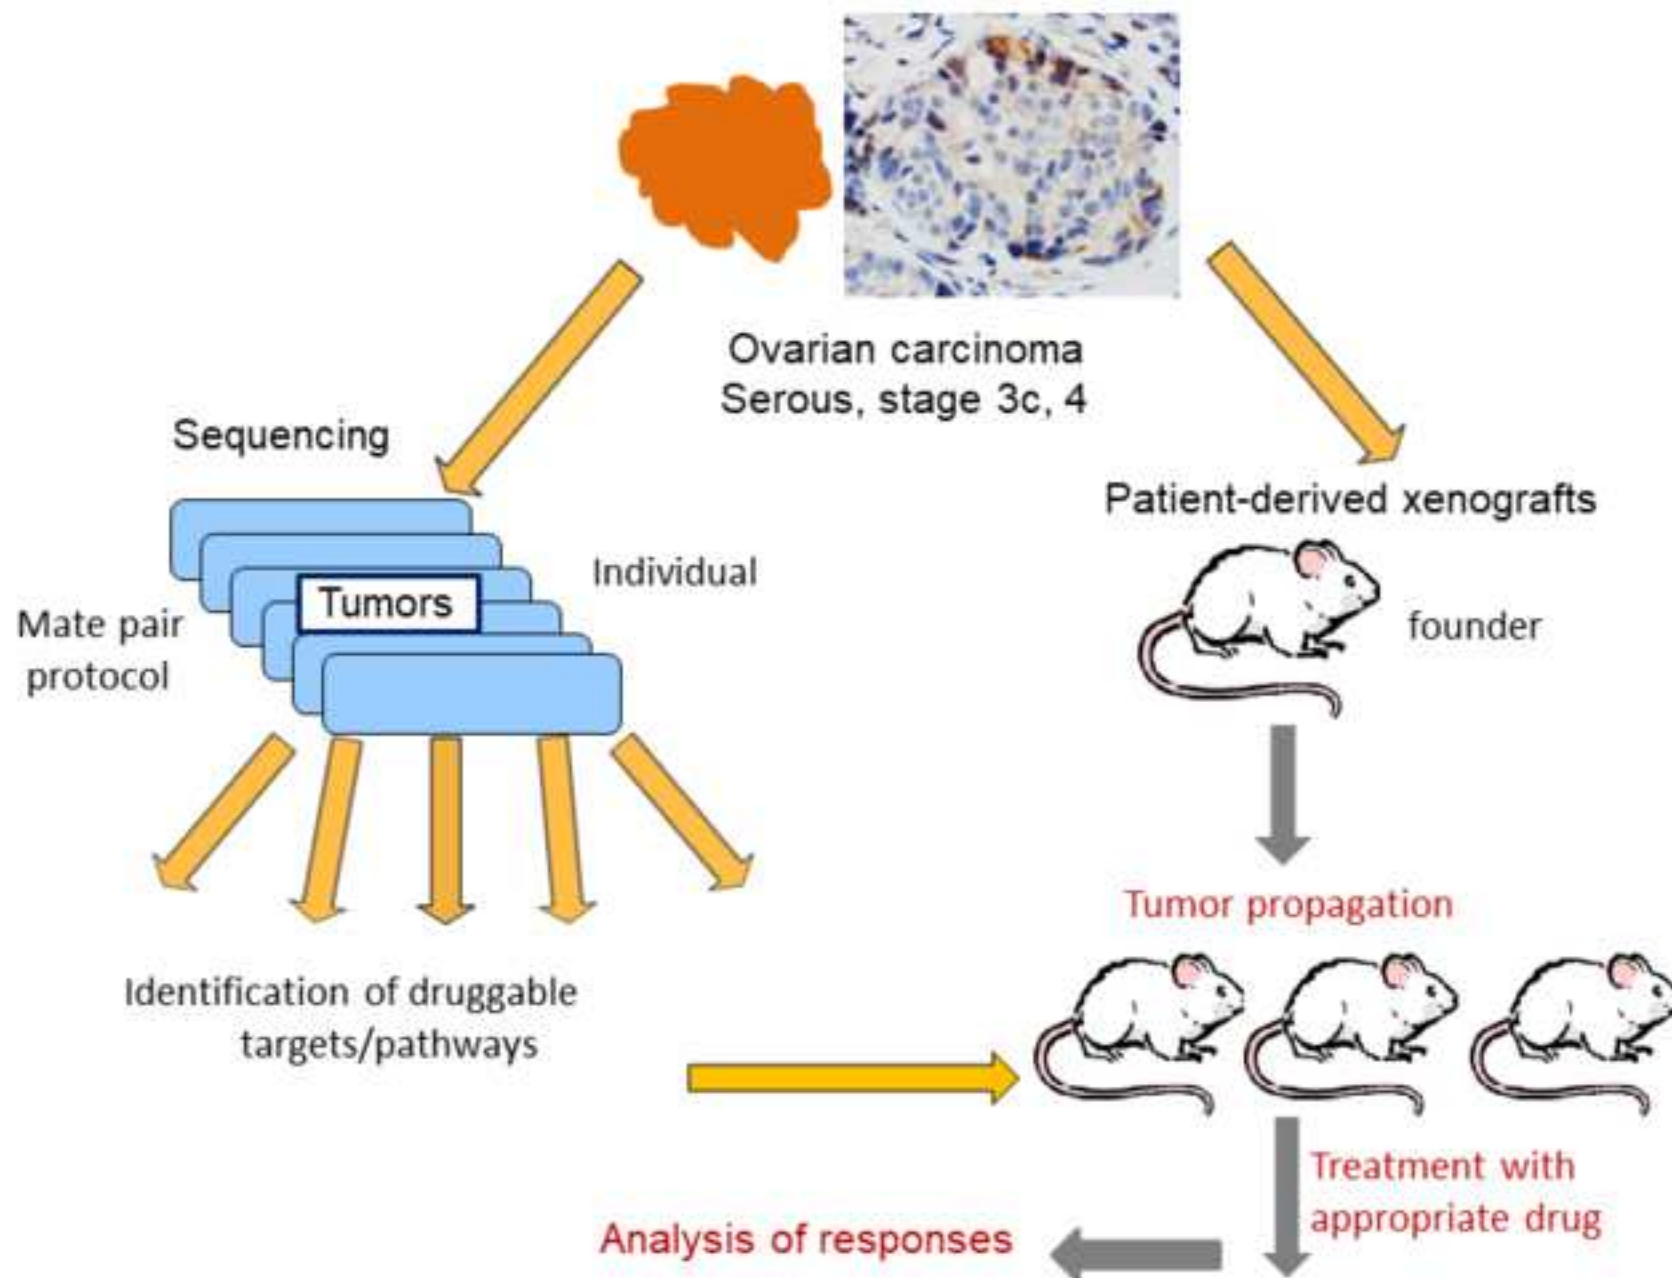 Ovarian carcinoma
Serous, stage 3c, 4
Sequencing
Individual
Tumors
Mate pair
protocol
Patient-derived xenografts
founder
Tumor propagation
Identification of druggable
targets/pathways
Treatment with
appropriate drug
Analysis of responses